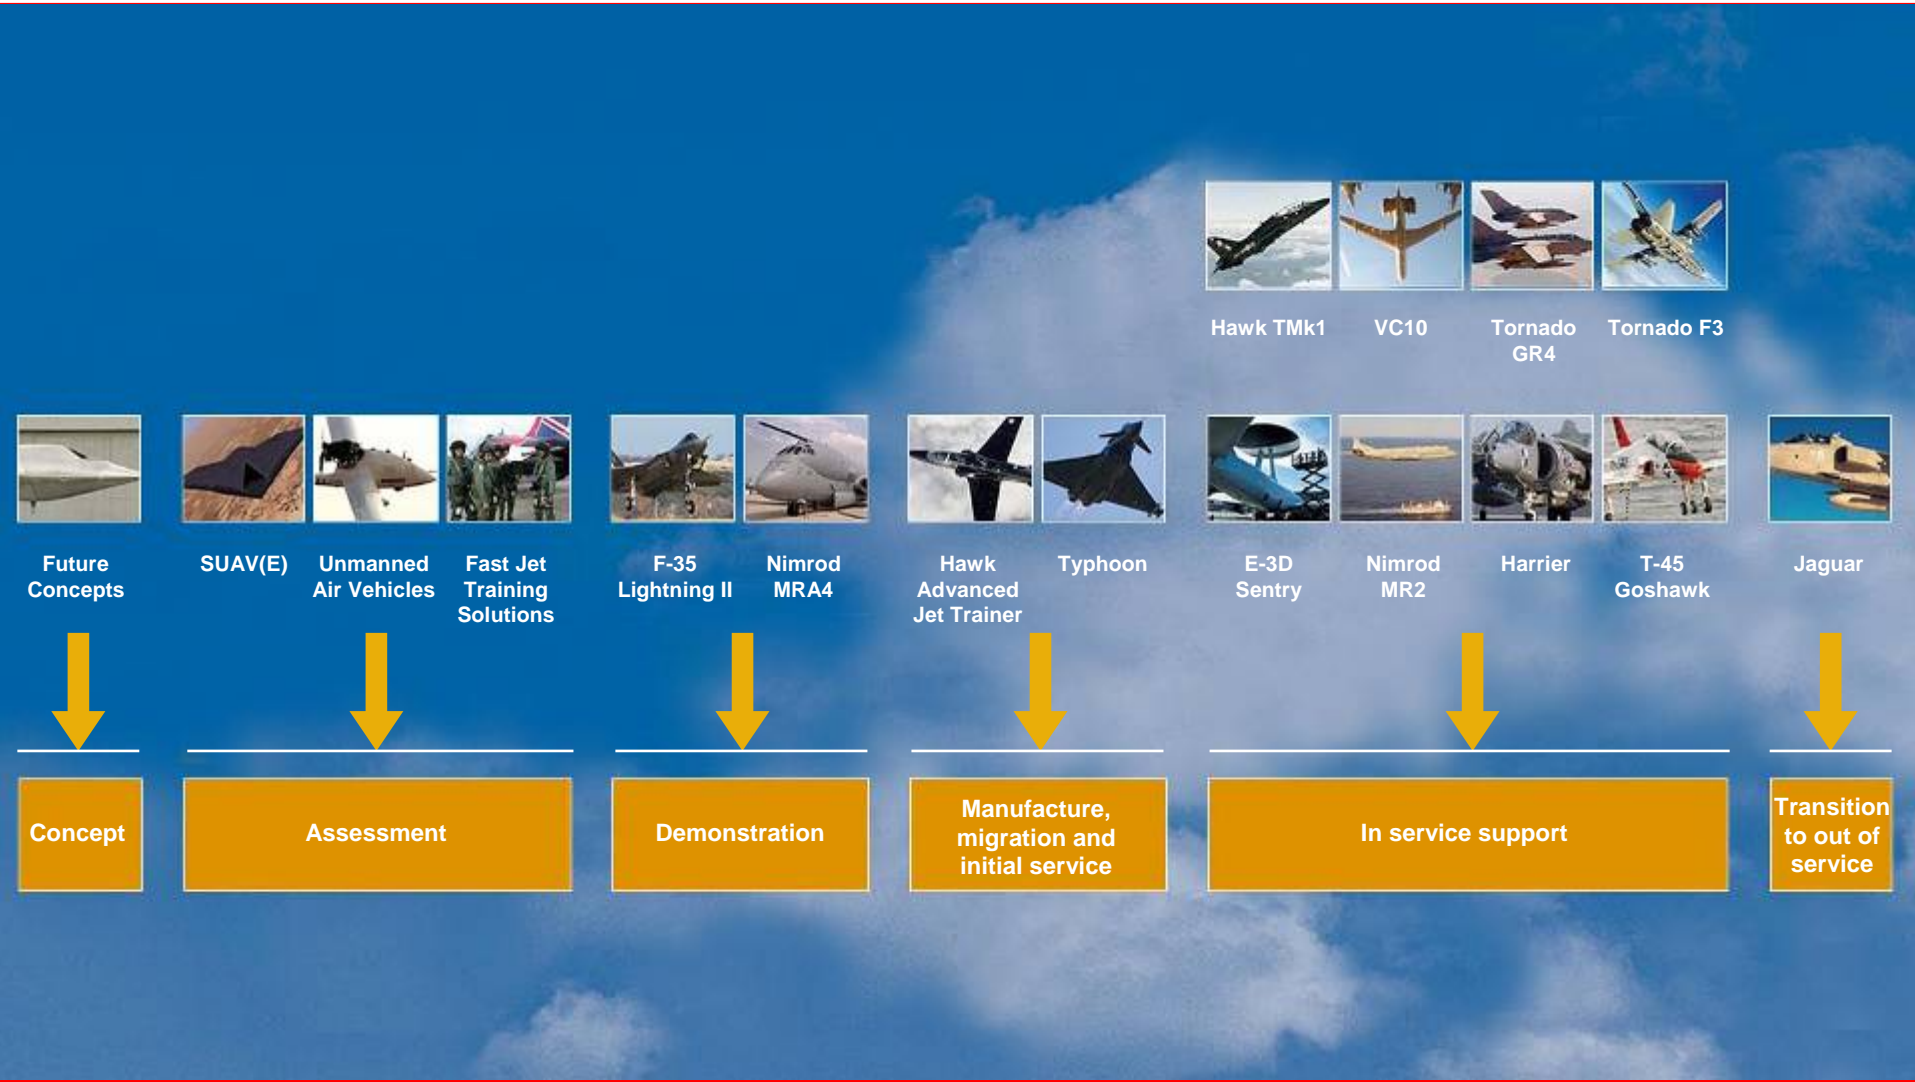 Hawk TMk1
VC10
Tornado
GR4
Tornado F3
Future
Concepts
SUAV(E)
Unmanned
Air Vehicles
Fast Jet
Training
Solutions
F-35
Lightning II
Nimrod
MRA4
Hawk
Advanced
Jet Trainer
Typhoon
E-3D
Sentry
Nimrod
MR2
Harrier
T-45
Goshawk
Jaguar
Concept
Assessment
Demonstration
Manufacture,
migration and
initial service
In service support
Transition
to out of
service